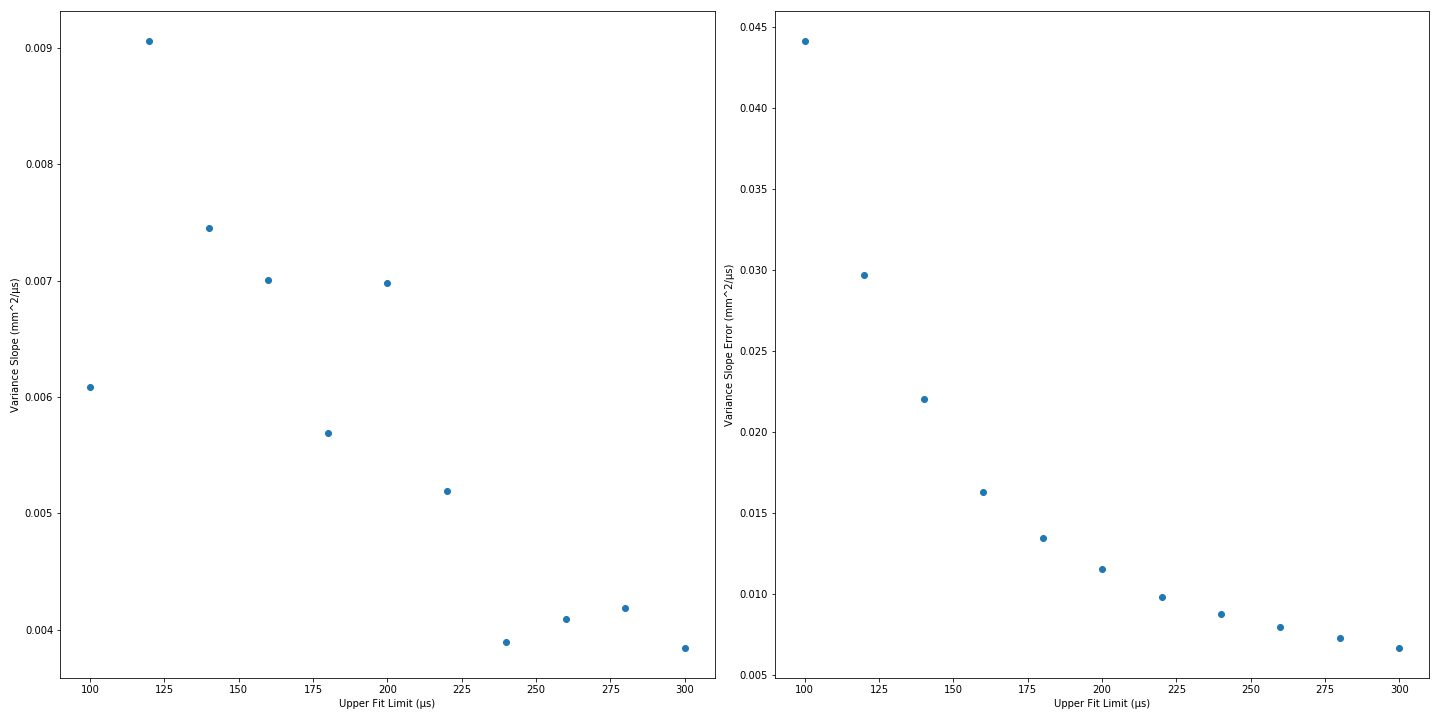 0.009
0.008
0.007
0.006
0.005
0.004
Variance Slope (mm^2/μs)
100 125 150 175 200 225 250 275 300
Upper Fit Limit (μs)
0.045
0.040
0.035
0.030
0.025
0.020
0.015
0.010
0.005
Variance Slope Error (mm^2/μs)
100 125 150 175 200 225 250 275 300
Upper Fit Limit (μs)